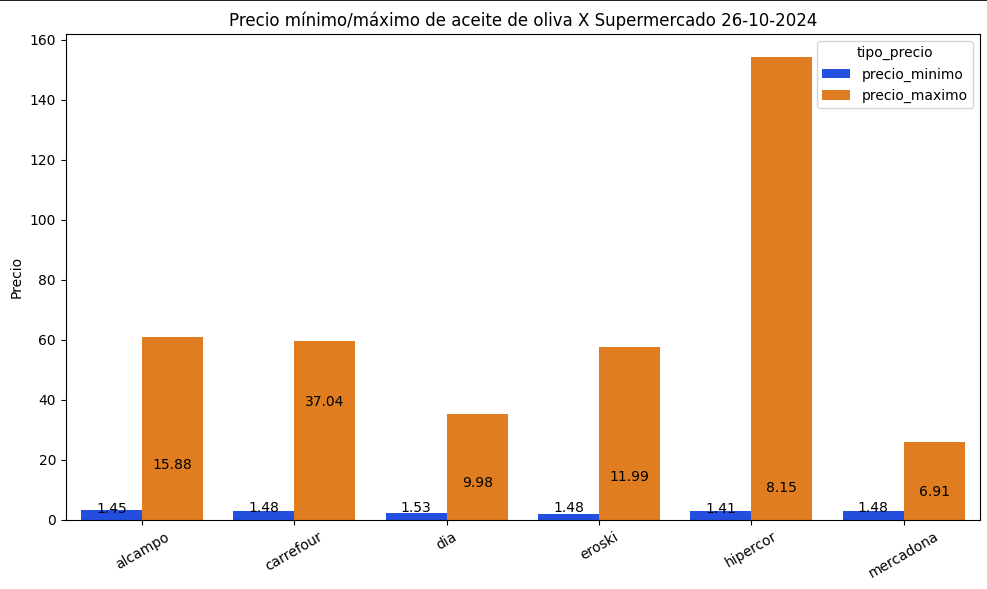 Precio mínimo/máximo de aceite de oliva X Supermercado 26-10-2024
160
140
120
100
80
60
40
20
0
Precio
tipo_precio
precio_minimo
precio_maximo
1.45
15.88
1.48
37.04
1.53
9.98
1.48
11.99
1.41
8.15
1.48
6.91
alcampo
carrefour
dia
eroski
hipercor
mercadona